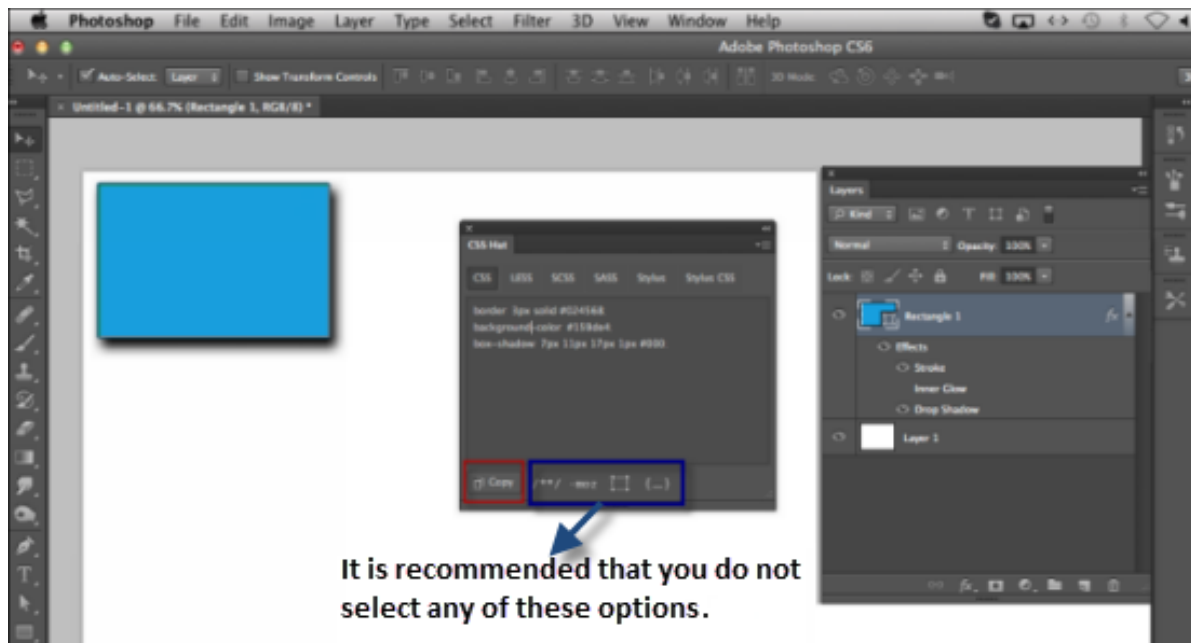 Photoshop File Edit Image Layer Type Select Filter 3D View Window Help
Adobe Photoshop CS6
Auto-Select: Layer Show Transform Controls 3D Mode:
Untitled-1 @ 66.7% (Rectangle 1, RGB/8) *
Layers
Kind
Normal Opacity: 100%
Lock: Fill: 100%
Rectangle 1 fx
Effects
Stroke
Inner Glow
Drop Shadow
Layer 1
CSS Hat
CSS LESS SCSS SASS Stylus Stylus CSS
border 3px solid #024568
background-color #159de4
box-shadow 7px 11px 17px 1px #000
Copy /**/ -moz {...}
It is recommended that you do not
select any of these options.